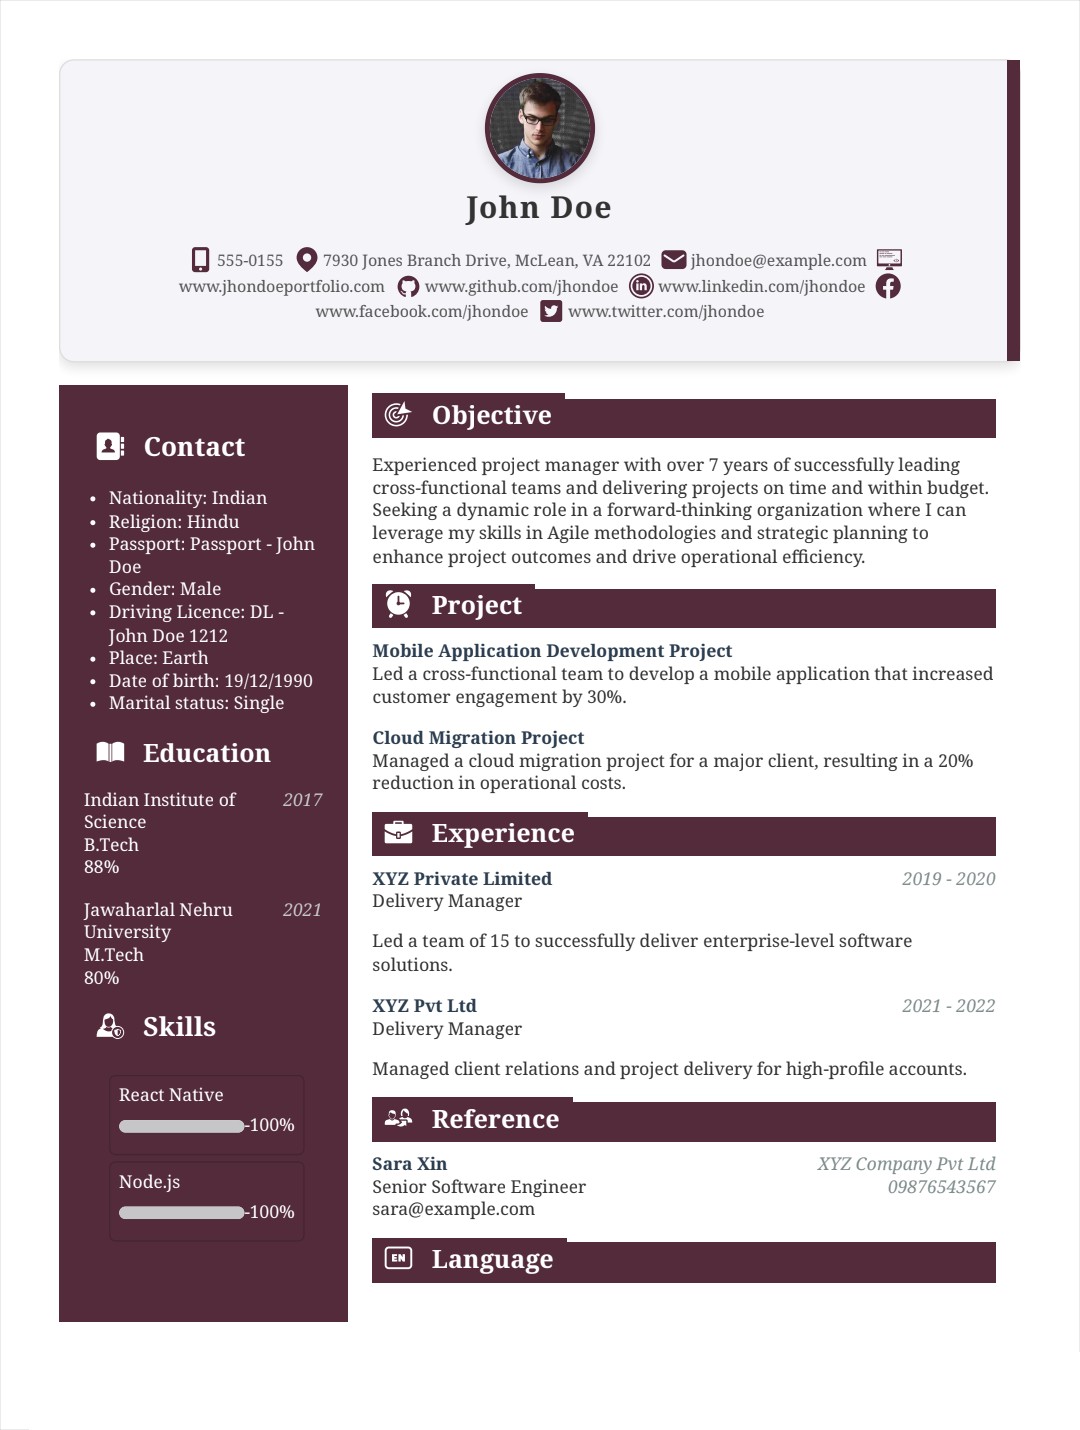 John Doe
555-0155 7930 Jones Branch Drive, McLean, VA 22102 jhondoe@example.com
www.jhondoeportfolio.com www.github.com/jhondoe www.linkedin.com/jhondoe
www.facebook.com/jhondoe www.twitter.com/jhondoe
Contact
• Nationality: Indian
• Religion: Hindu
• Passport: Passport - John
Doe
• Gender: Male
• Driving Licence: DL -
John Doe 1212
• Place: Earth
• Date of birth: 19/12/1990
• Marital status: Single
Education
Indian Institute of 2017
Science
B.Tech
88%
Jawaharlal Nehru 2021
University
M.Tech
80%
Skills
React Native
-100%
Node.js
-100%
Objective
Experienced project manager with over 7 years of successfully leading
cross-functional teams and delivering projects on time and within budget.
Seeking a dynamic role in a forward-thinking organization where I can
leverage my skills in Agile methodologies and strategic planning to
enhance project outcomes and drive operational efficiency.
Project
Mobile Application Development Project
Led a cross-functional team to develop a mobile application that increased
customer engagement by 30%.
Cloud Migration Project
Managed a cloud migration project for a major client, resulting in a 20%
reduction in operational costs.
Experience
XYZ Private Limited 2019 - 2020
Delivery Manager
Led a team of 15 to successfully deliver enterprise-level software
solutions.
XYZ Pvt Ltd 2021 - 2022
Delivery Manager
Managed client relations and project delivery for high-profile accounts.
Reference
Sara Xin XYZ Company Pvt Ltd
Senior Software Engineer 09876543567
sara@example.com
EN Language